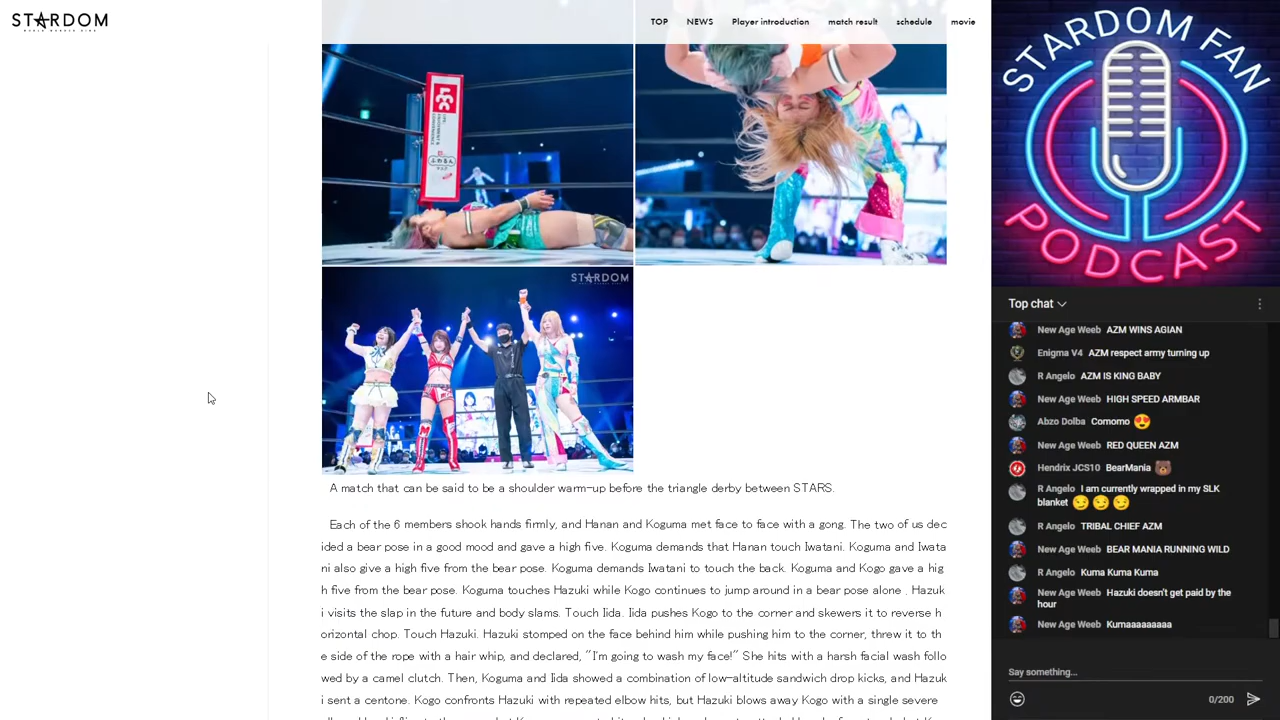 STARDOM
TOP NEWS Player introduction match result schedule movie
STARDOM
A match that can be said to be a shoulder warm-up before the triangle derby between STARS.
Each of the 6 members shook hands firmly, and Hanan and Koguma met face to face with a gong. The two of us dec
ided a bear pose in a good mood and gave a high five. Koguma demands that Hanan touch Iwatani. Koguma and Iwata
ni also give a high five from the bear pose. Koguma demands Iwatani to touch the back. Koguma and Kogo gave a hig
h five from the bear pose. Koguma touches Hazuki while Kogo continues to jump around in a bear pose alone . Hazuk
i vibing the slap in the future and body slams. Touch Iida. Iida pushes Kogo to the corner and skewers it to reverse h
orizontal chop. Touch Hazuki. Hazuki stomped on the face behind him while pushing him to the corner, threw it to th
e side of the rope with a hair whip, and declared, "I'm going to wash my face!" She hits with a harsh facial wash follo
wed by a camel clutch. Then, Koguma and Iida showed a combination of low-altitude sandwich drop kicks, and Hazuk
i sent a centone. Kogo confronts Hazuki with repeated elbow hits, but Hazuki blows away Kogo with a single severe
STARDOM FAN
PODCAST
Top chat
New Age Weeb AZM WINS AGIAN
Enigma V4 AZM respect army turning up
R Angelo AZM IS KING BABY
New Age Weeb HIGH SPEED ARMBAR
Abzo Dolba Comomo 😍
New Age Weeb RED QUEEN AZM
Hendrix JCS10 BearMania 🐻
R Angelo I am currently wrapped in my SLK
blanket 😏😏😏
R Angelo TRIBAL CHIEF AZM
New Age Weeb BEAR MANIA RUNNING WILD
R Angelo Kuma Kuma Kuma
New Age Weeb Hazuki doesn't get paid by the
hour
New Age Weeb Kumaaaaaaaaa
Say something...
0/200